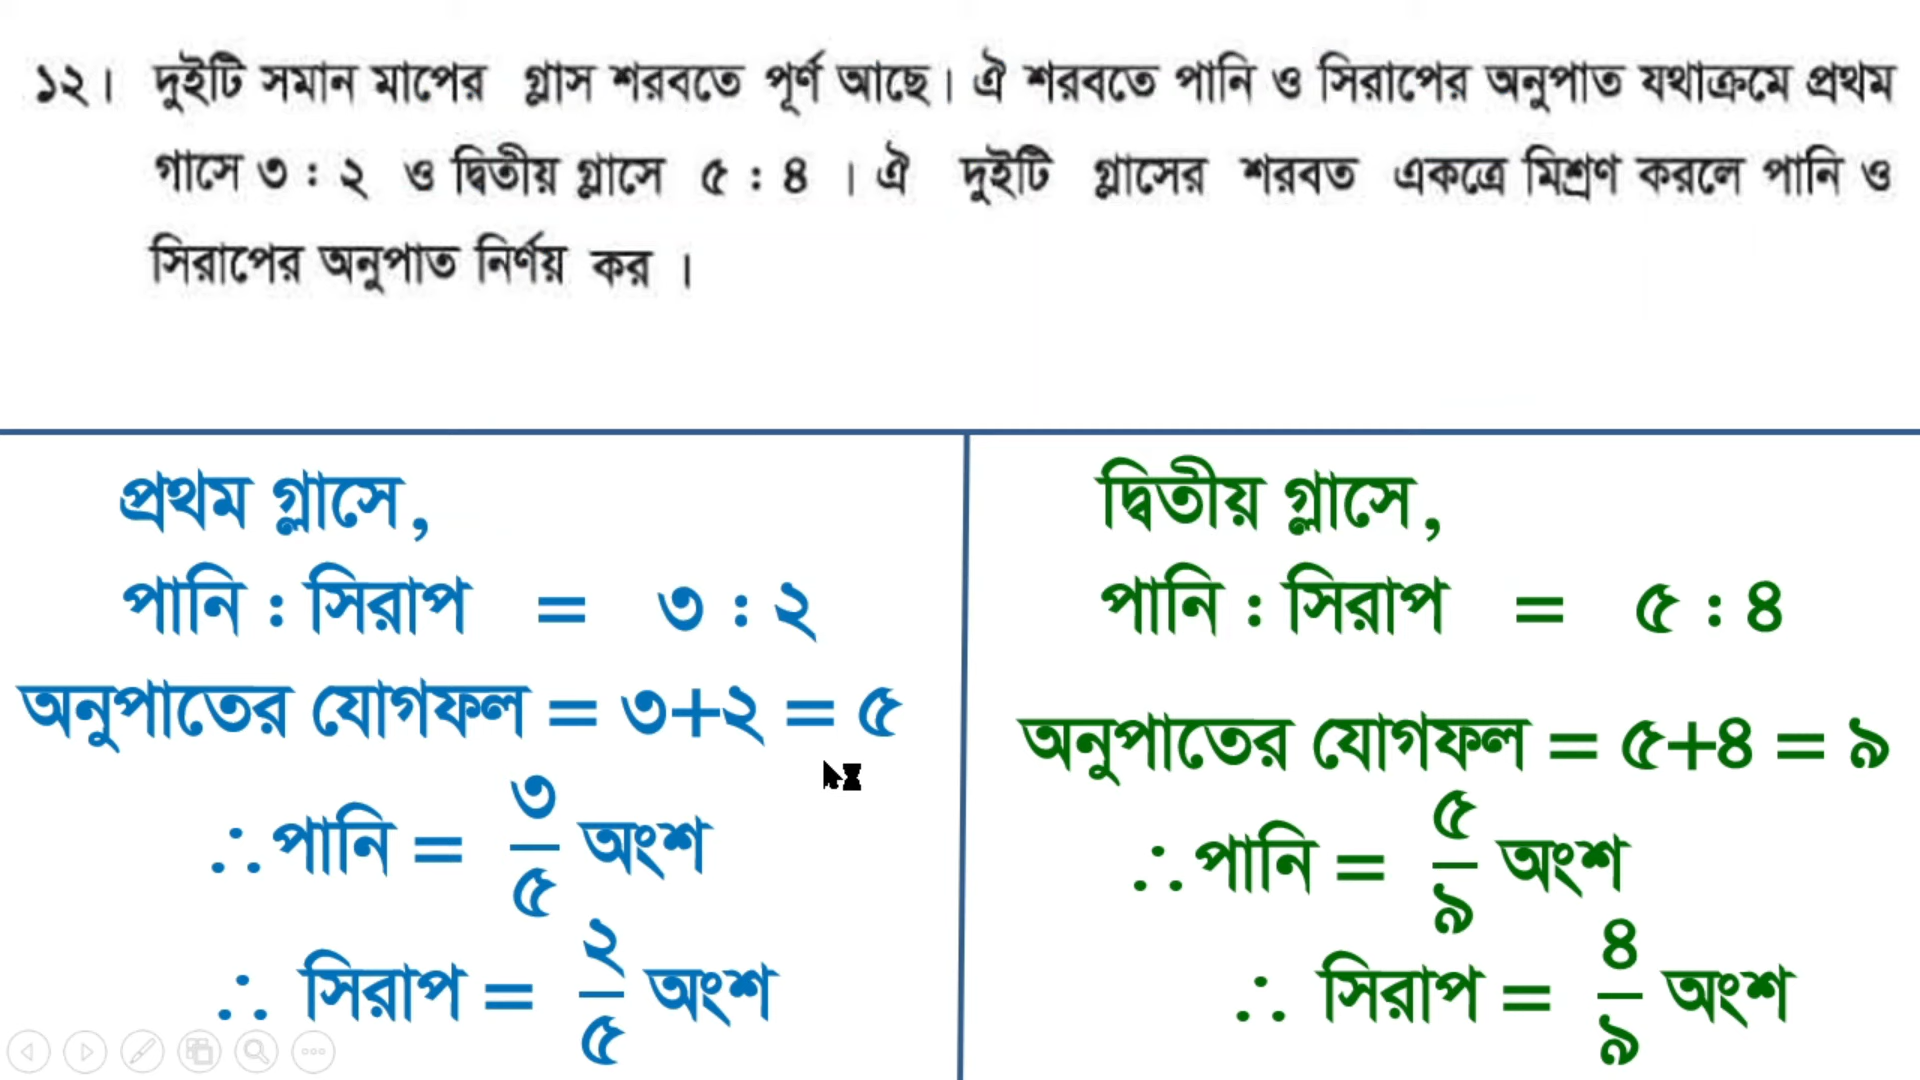 ১২। দুইটি সমান মাপের গ্লাস শরবতে পূর্ণ আছে। ঐ শরবতে পানি ও সিরাপের অনুপাত যথাক্রমে প্রথম
গাসে ৩ : ২ ও দ্বিতীয় গ্লাসে ৫ : ৪ । ঐ দুইটি গ্লাসের শরবত একত্রে মিশ্রণ করলে পানি ও
সিরাপের অনুপাত নির্ণয় কর ।
প্রথম গ্লাসে,
পানি : সিরাপ = ৩ : ২
অনুপাতের যোগফল = ৩+২ = ৫
∴ পানি = ৩/৫ অংশ
∴ সিরাপ = ২/৫ অংশ
দ্বিতীয় গ্লাসে,
পানি : সিরাপ = ৫ : ৪
অনুপাতের যোগফল = ৫+৪ = ৯
∴ পানি = ৫/৯ অংশ
∴ সিরাপ = ৪/৯ অংশ